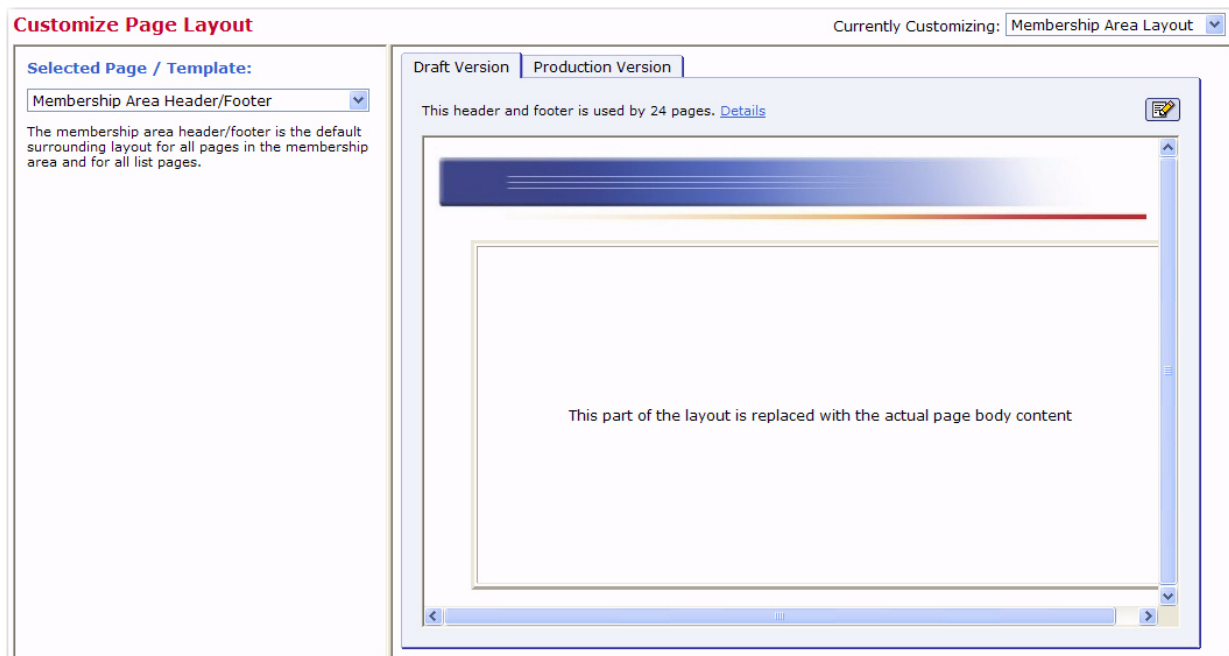 Customize Page Layout
Currently Customizing: Membership Area Layout
Selected Page / Template:
Membership Area Header/Footer
The membership area header/footer is the default
surrounding layout for all pages in the membership
area and for all list pages.
Draft Version
Production Version
This header and footer is used by 24 pages. Details
This part of the layout is replaced with the actual page body content